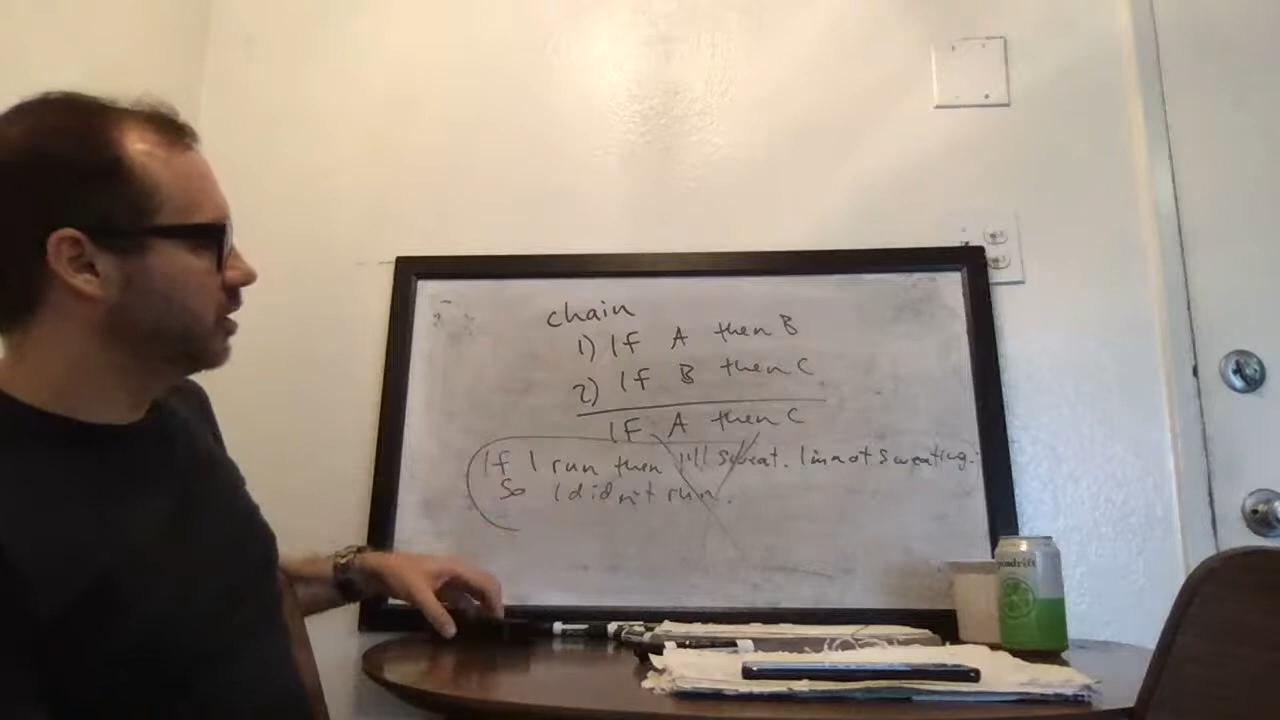 chain
1) If A then B
2) If B then C
If A then C
If I run then I'll sweat. I'm not sweating.
So I didn't run.